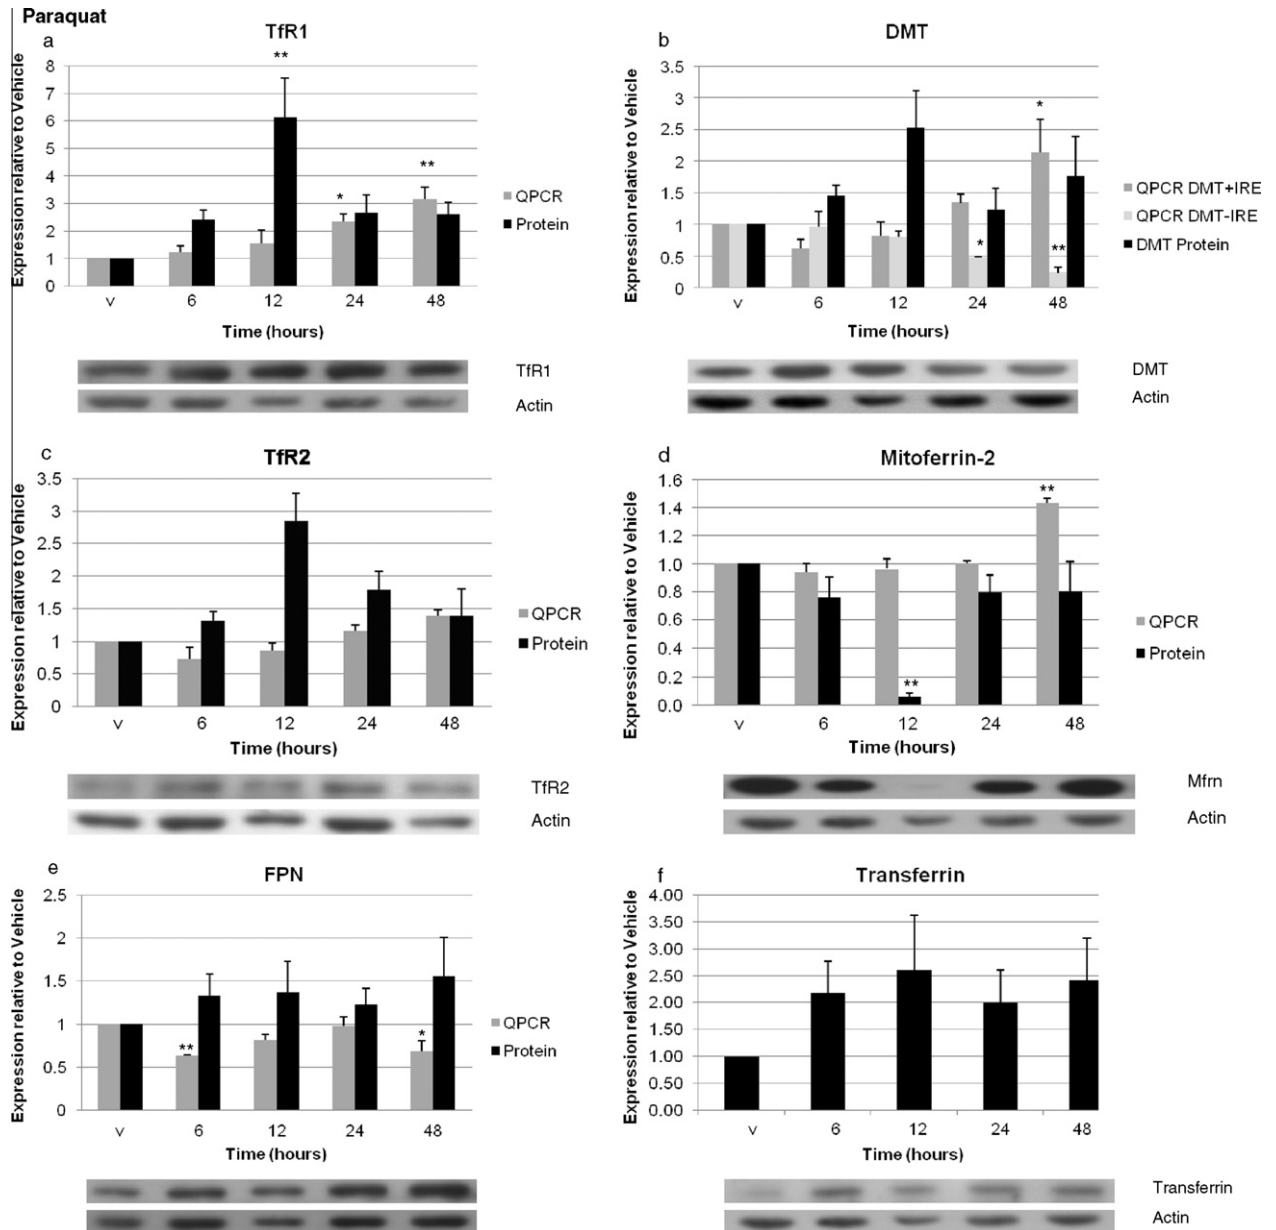 Paraquat
a
TfR1
Expression relative to Vehicle
8
7
6
5
4
3
2
1
0
**
*
**
QPCR
Protein
v 6 12 24 48
Time (hours)
TfR1
Actin
b
DMT
Expression relative to Vehicle
3.5
3
2.5
2
1.5
1
0.5
0
*
*
**
QPCR DMT+IRE
QPCR DMT-IRE
DMT Protein
v 6 12 24 48
Time (hours)
DMT
Actin
c
TfR2
Expression relative to Vehicle
3.5
3
2.5
2
1.5
1
0.5
0
QPCR
Protein
v 6 12 24 48
Time (hours)
TfR2
Actin
d
Mitoferrin-2
Expression relative to Vehicle
1.6
1.4
1.2
1.0
0.8
0.6
0.4
0.2
0.0
**
**
QPCR
Protein
v 6 12 24 48
Time (hours)
Mfrn
Actin
e
FPN
Expression relative to Vehicle
2.5
2
1.5
1
0.5
0
**
*
QPCR
Protein
v 6 12 24 48
Time (hours)
f
Transferrin
Expression relative to Vehicle
4.00
3.50
3.00
2.50
2.00
1.50
1.00
0.50
0.00
v 6 12 24 48
Time (hours)
Transferrin
Actin